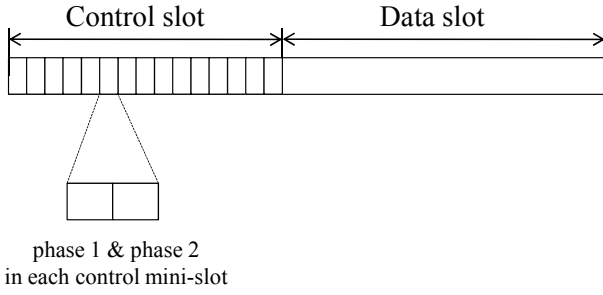 Control slot
Data slot
phase 1 & phase 2
in each control mini-slot